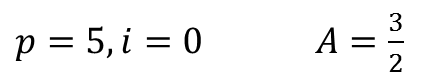 p = 5, i = 0 A = 3/2